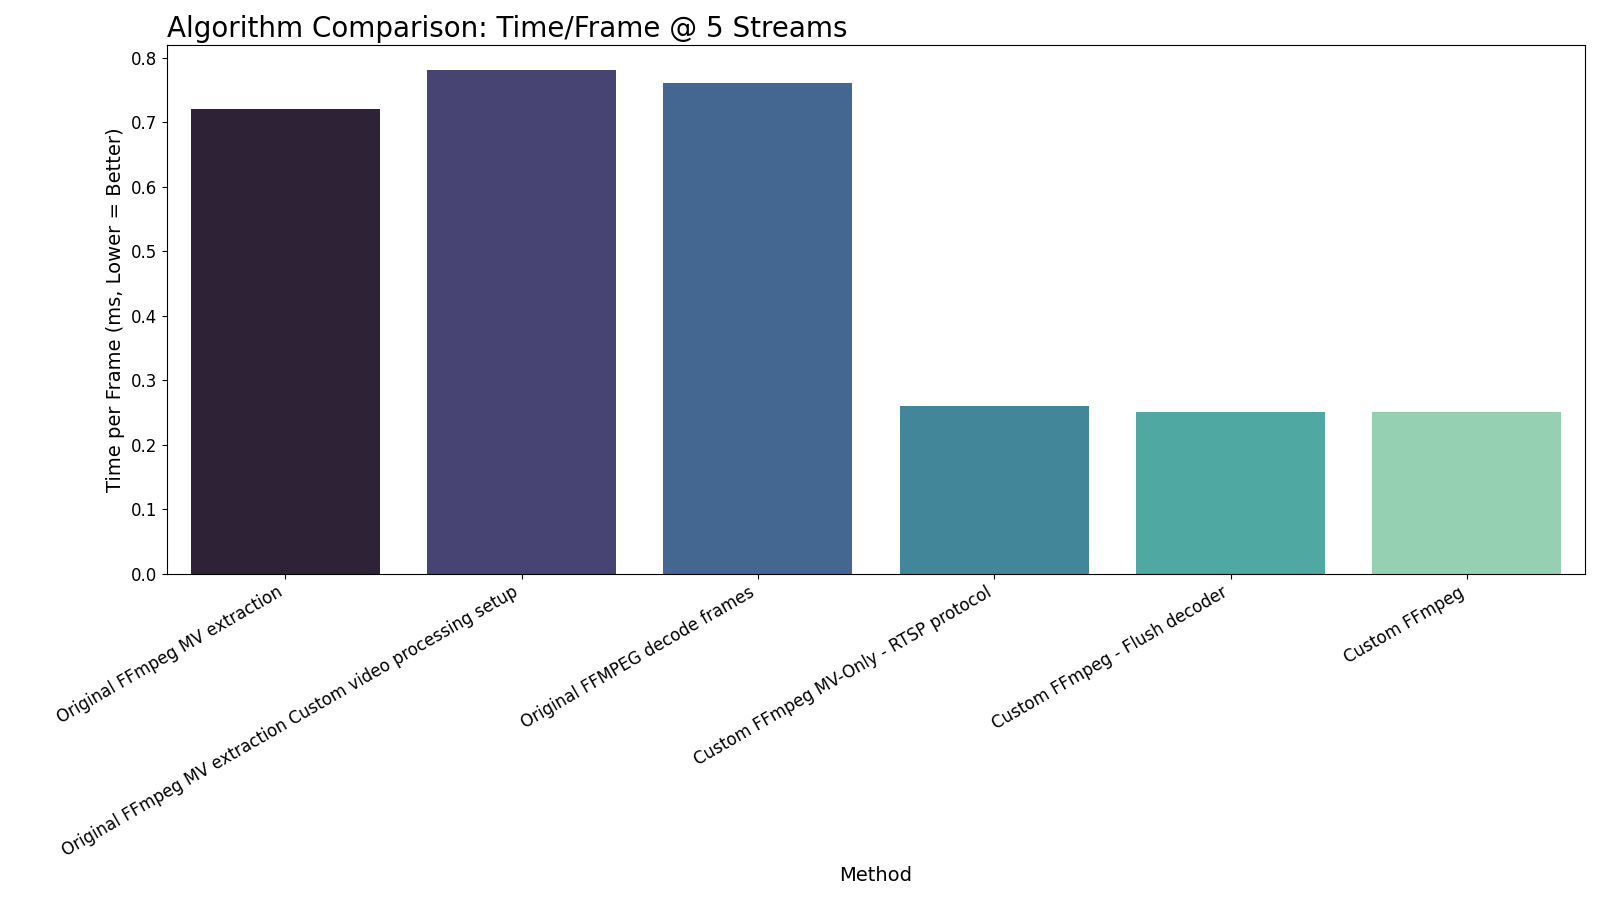 Algorithm Comparison: Time/Frame @ 5 Streams
Time per Frame (ms, Lower = Better)
0.8
0.7
0.6
0.5
0.4
0.3
0.2
0.1
0.0
Original FFmpeg MV extraction
Original FFmpeg MV extraction Custom video processing setup
Original FFMPEG decode frames
Custom FFmpeg MV-Only - RTSP protocol
Custom FFmpeg - Flush decoder
Custom FFmpeg
Method